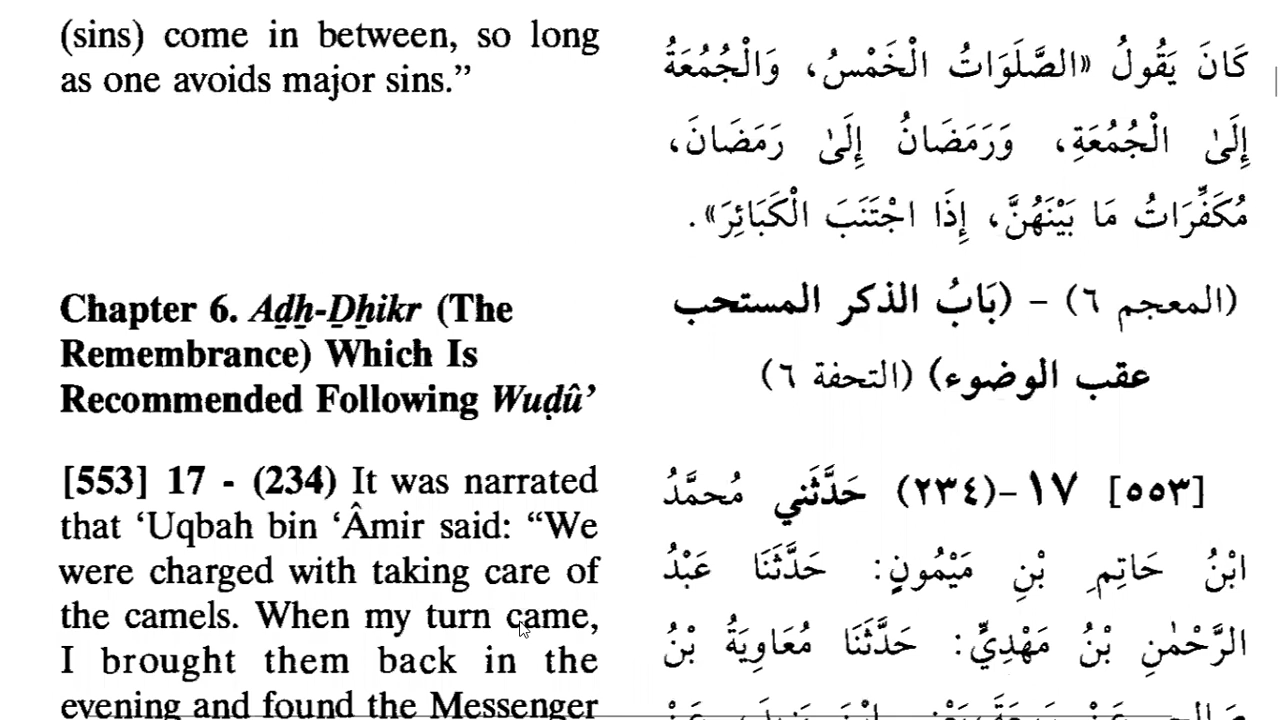 (sins) come in between, so long
as one avoids major sins.”
Chapter 6. Adh-Dhikr (The
Remembrance) Which Is
Recommended Following Wuḍû’
[553] 17 - (234) It was narrated
that ‘Uqbah bin ‘Âmir said: “We
were charged with taking care of
the camels. When my turn came,
I brought them back in the
evening and found the Messenger
كَانَ يَقُولُ «الصَّلَوَاتُ الْخَمْسُ، وَالْجُمُعَةُ
إِلَىٰ الْجُمُعَةِ، وَرَمَضَانُ إِلَىٰ رَمَضَانَ،
مُكَفِّرَاتُ مَا بَيْنَهُنَّ، إِذَا اجْتَنَبَ الْكَبَائِرَ».
(المعجم ٦) - (بَابُ الذكر المستحب
عقب الوضوء) (التحفة ٦)
[٥٥٣] ١٧-(٢٣٤) حَدَّثَني مُحمَّدُ
ابْنُ حَاتِمِ بْنِ مَيْمُونٍ: حَدَّثَنَا عَبْدُ
الرَّحْمٰنِ بْنُ مَهْدِيٍّ: حَدَّثَنَا مُعَاوِيَةُ بْنُ